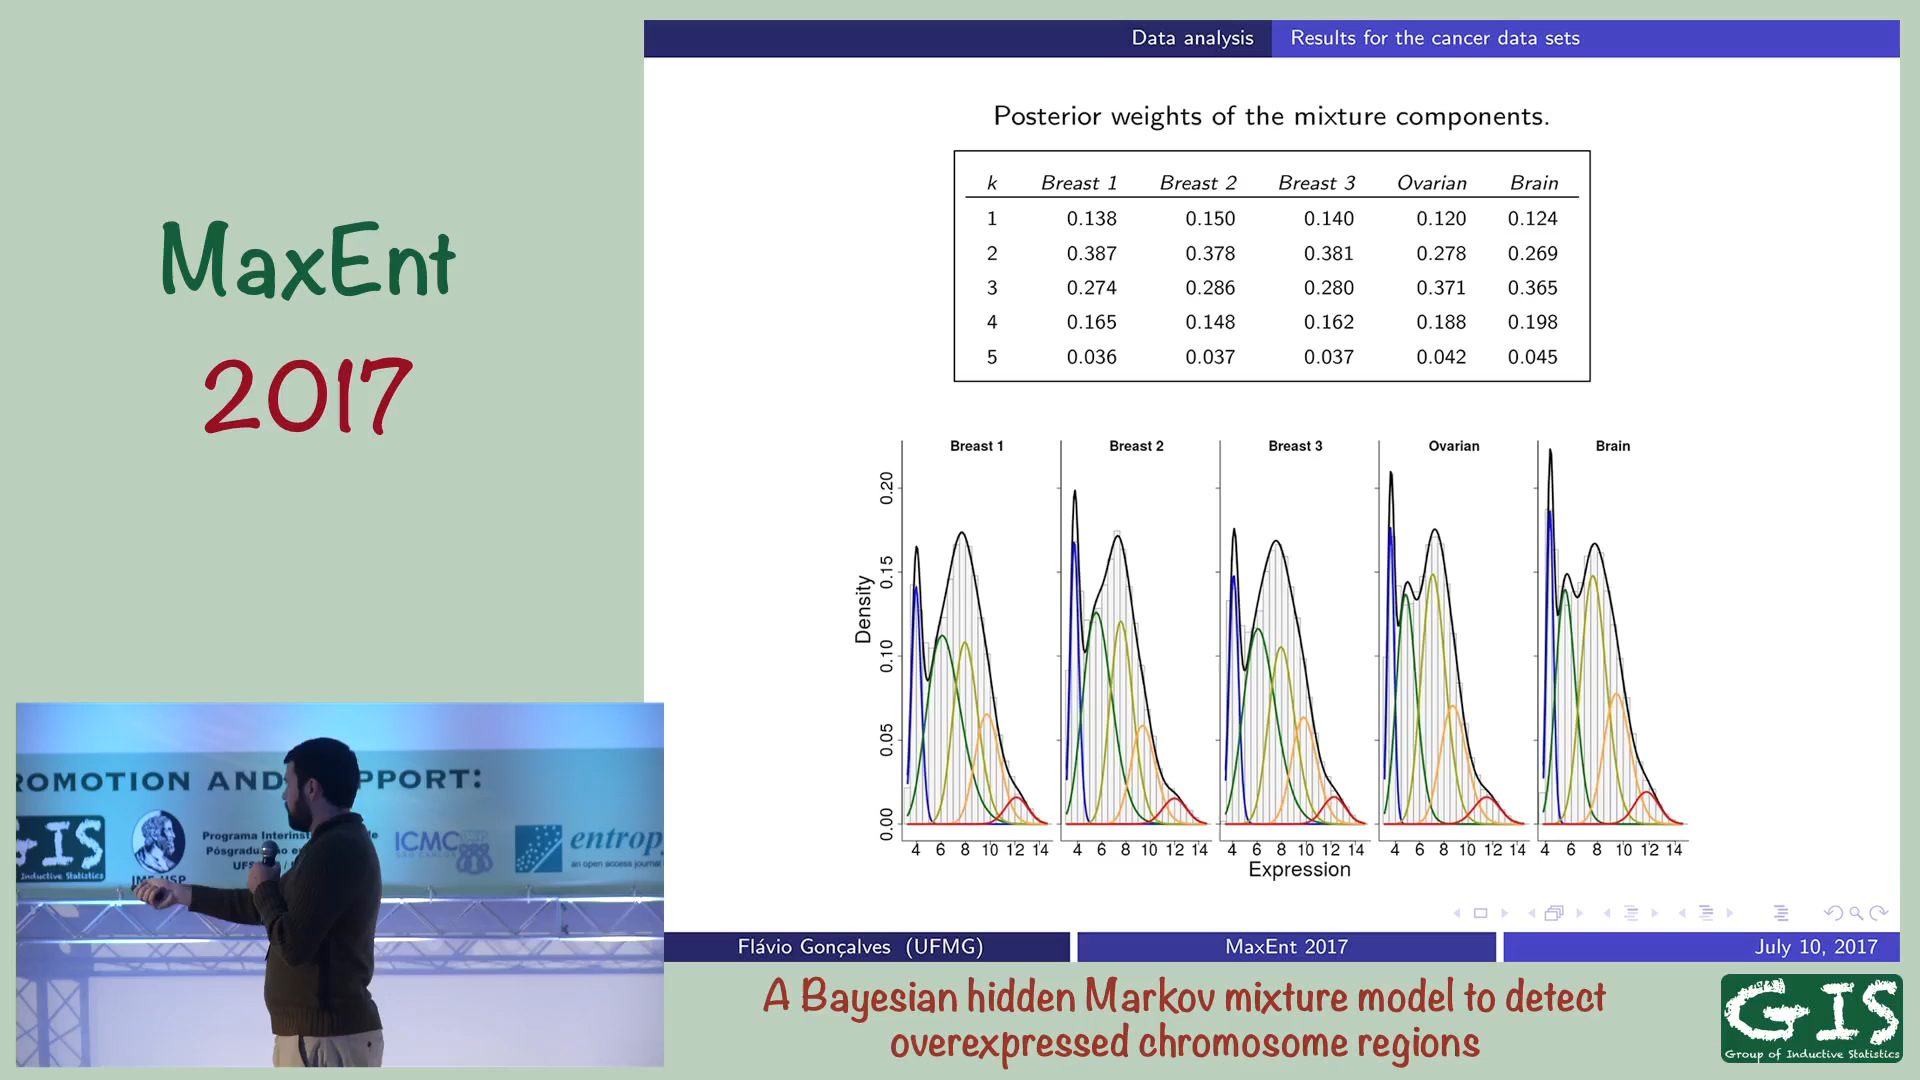 Data analysis Results for the cancer data sets
MaxEnt
2017
Posterior weights of the mixture components.
k Breast 1 Breast 2 Breast 3 Ovarian Brain
1 0.138 0.150 0.140 0.120 0.124
2 0.387 0.378 0.381 0.278 0.269
3 0.274 0.286 0.280 0.371 0.365
4 0.165 0.148 0.162 0.188 0.198
5 0.036 0.037 0.037 0.042 0.045
Breast 1 Breast 2 Breast 3 Ovarian Brain
Density
0.20
0.15
0.10
0.05
0.00
4 6 8 10 12 14 4 6 8 10 12 14 4 6 8 10 12 14 4 6 8 10 12 14 4 6 8 10 12 14
Expression
Flávio Gonçalves (UFMG) MaxEnt 2017 July 10, 2017
A Bayesian hidden Markov mixture model to detect
overexpressed chromosome regions
GIS
Group of Inductive Statistics
ROMOTION AND PPORT:
GIS
Inductive Statistics
IME USP
Programa Interinst de
Pósgradu o e
UFS
ICMC
entrop
an open access journal